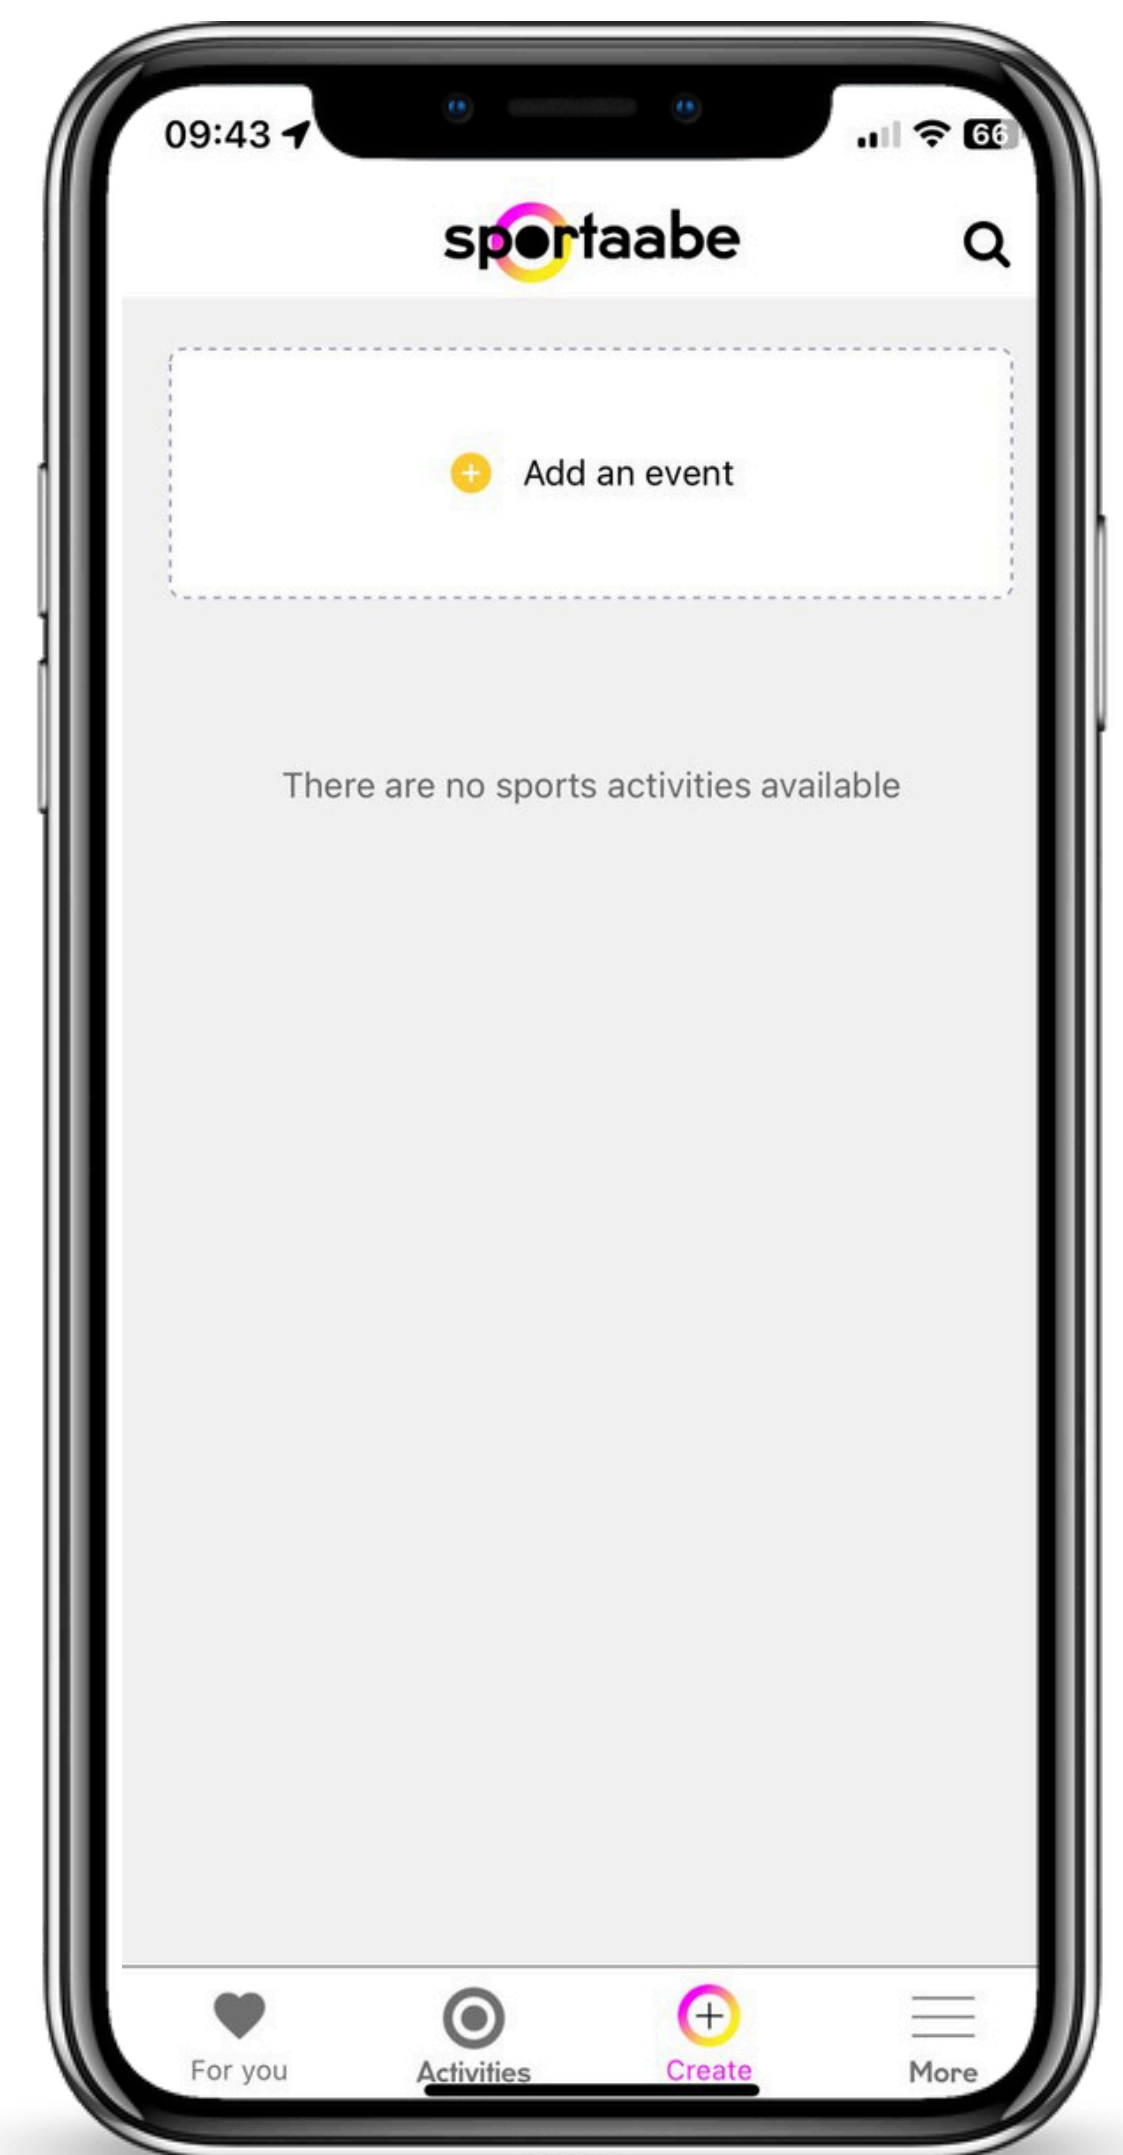 09:43
66
sportaabe
Add an event
There are no sports activities available
For you
Activities
Create
More